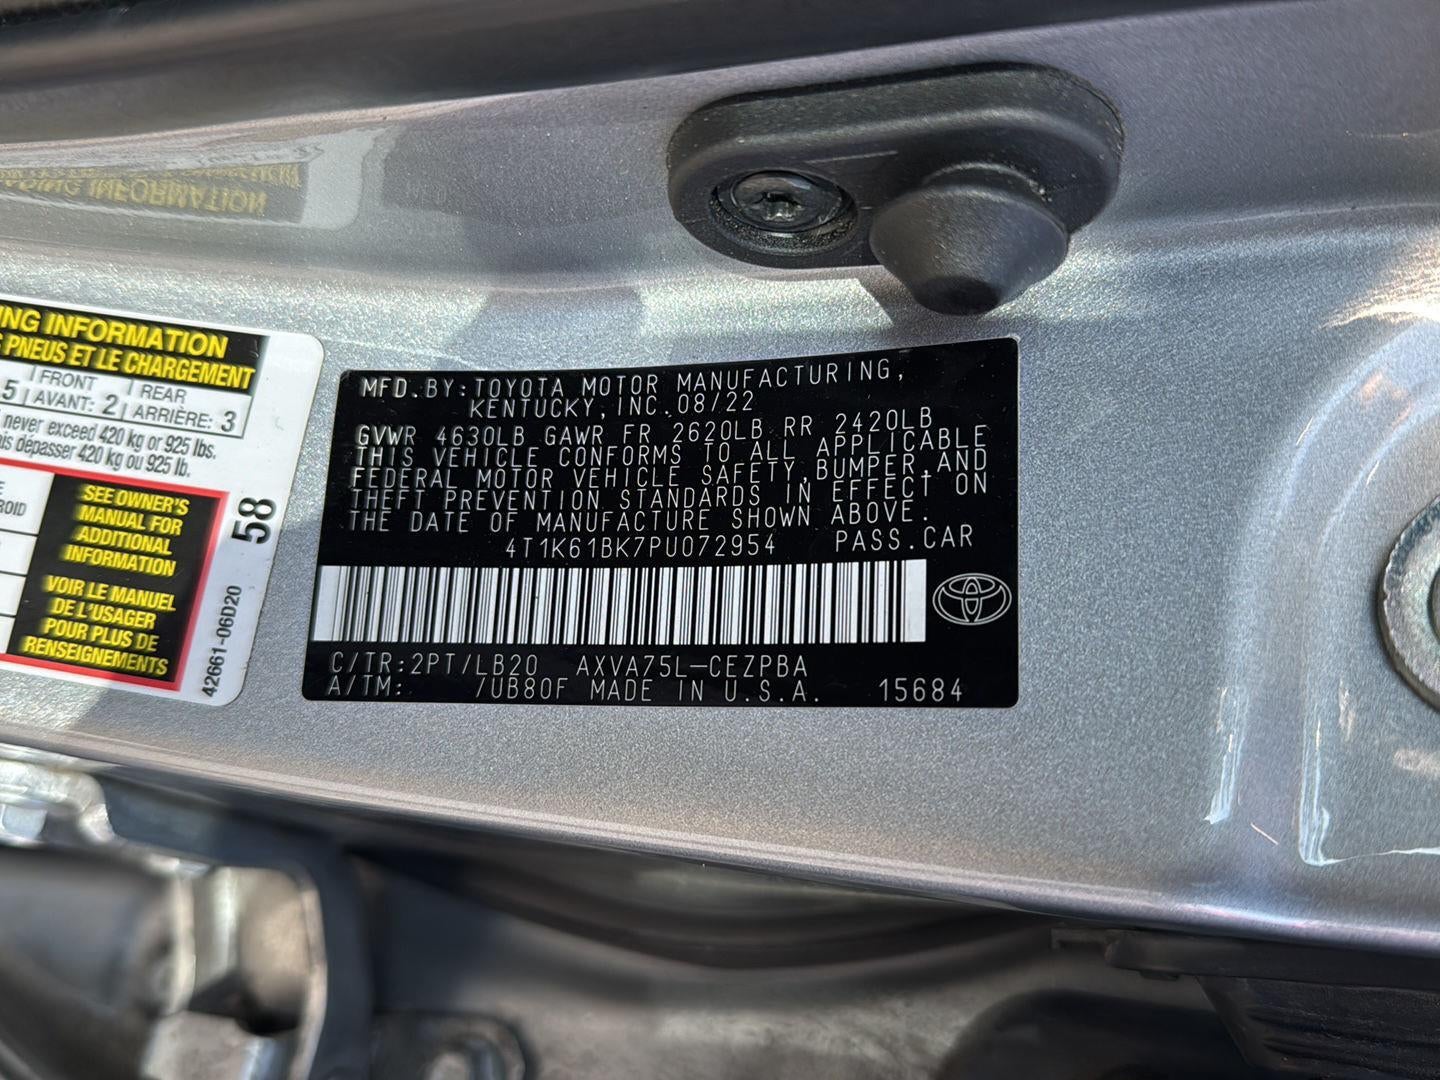 ING INFORMATION
PNEUS ET LE CHARGEMENT
5 FRONT REAR
AVANT: 2 ARRIÈRE: 3
never exceed 420 kg or 925 lbs.
dépasser 420 kg ou 925 lb.
SEE OWNER'S
MANUAL FOR
ADDITIONAL
INFORMATION
VOIR LE MANUEL
DE L'USAGER
POUR PLUS DE
RENSEIGNEMENTS
58
42661-06D20
MFD. BY: TOYOTA MOTOR MANUFACTURING,
KENTUCKY, INC. 08/22
GVWR 4630LB GAWR FR 2620LB RR 2420LB
THIS VEHICLE CONFORMS TO ALL APPLICABLE
FEDERAL MOTOR VEHICLE SAFETY, BUMPER, AND
THEFT PREVENTION STANDARDS IN EFFECT ON
THE DATE OF MANUFACTURE SHOWN ABOVE.
4T1K61BK7PU072954 PASS. CAR
C/TR: 2PT/LB20 AXVA75L-CEZPBA
A/TM: /UB80F MADE IN U.S.A. 15684